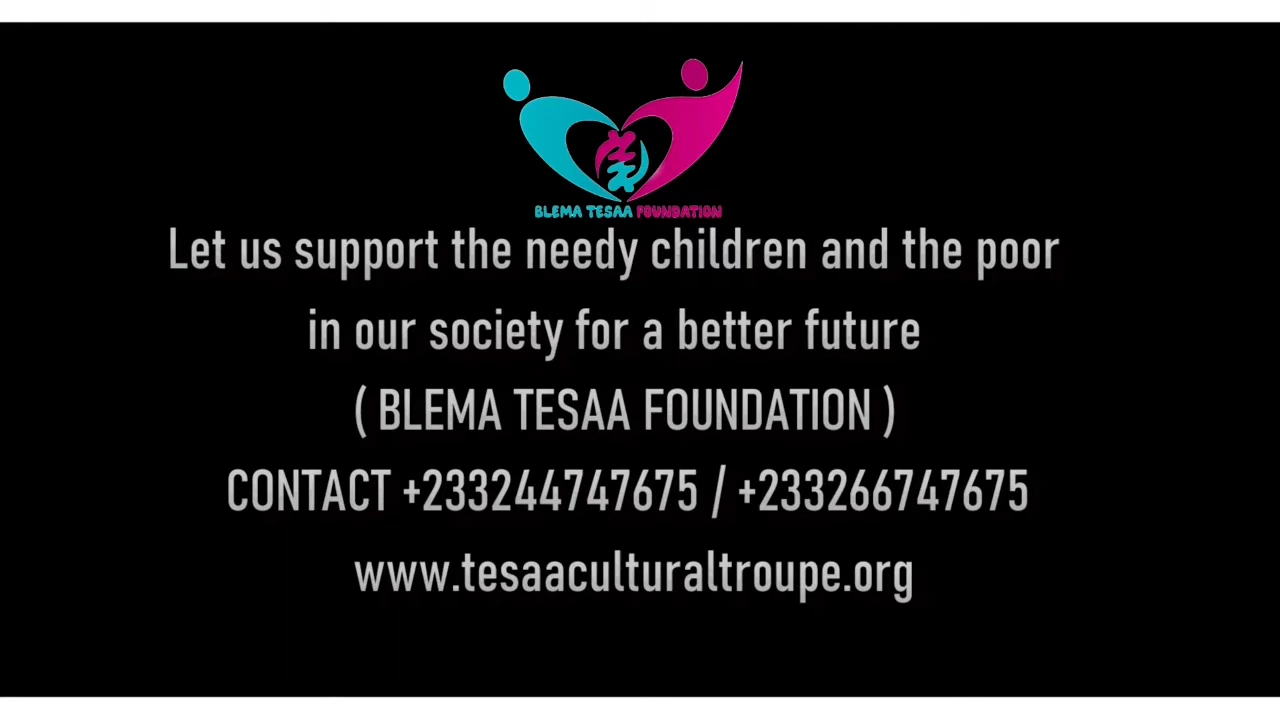 BLEMA TESAA FOUNDATION
Let us support the needy children and the poor
in our society for a better future
( BLEMA TESAA FOUNDATION )
CONTACT +233244747675 / +233266747675
www.tesaaculturaltroupe.org